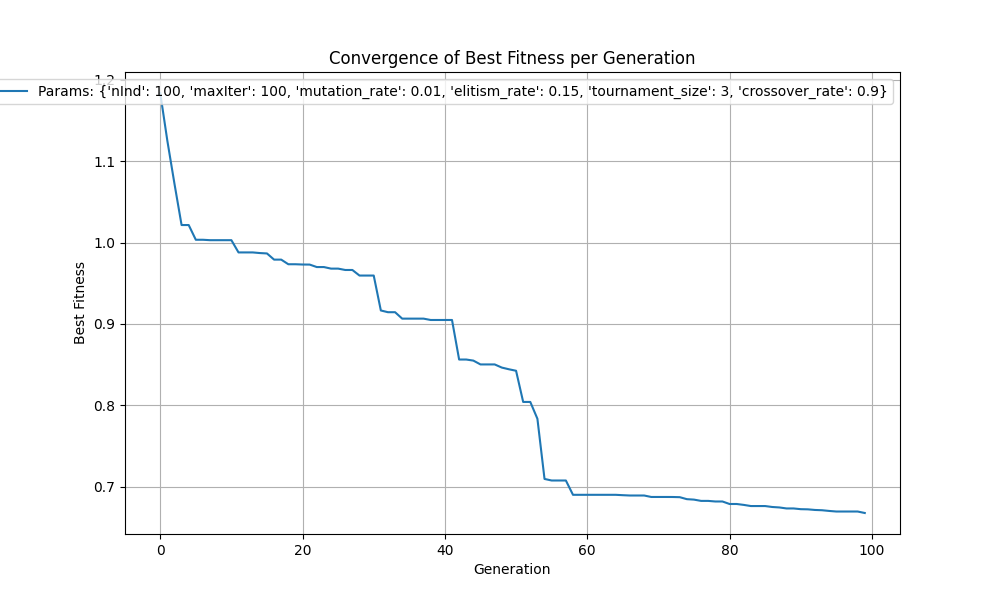 Convergence of Best Fitness per Generation
Params: {'nInd': 100, 'maxIter': 100, 'mutation_rate': 0.01, 'elitism_rate': 0.15, 'tournament_size': 3, 'crossover_rate': 0.9}
1.2
1.1
1.0
0.9
0.8
0.7
Best Fitness
0 20 40 60 80 100
Generation